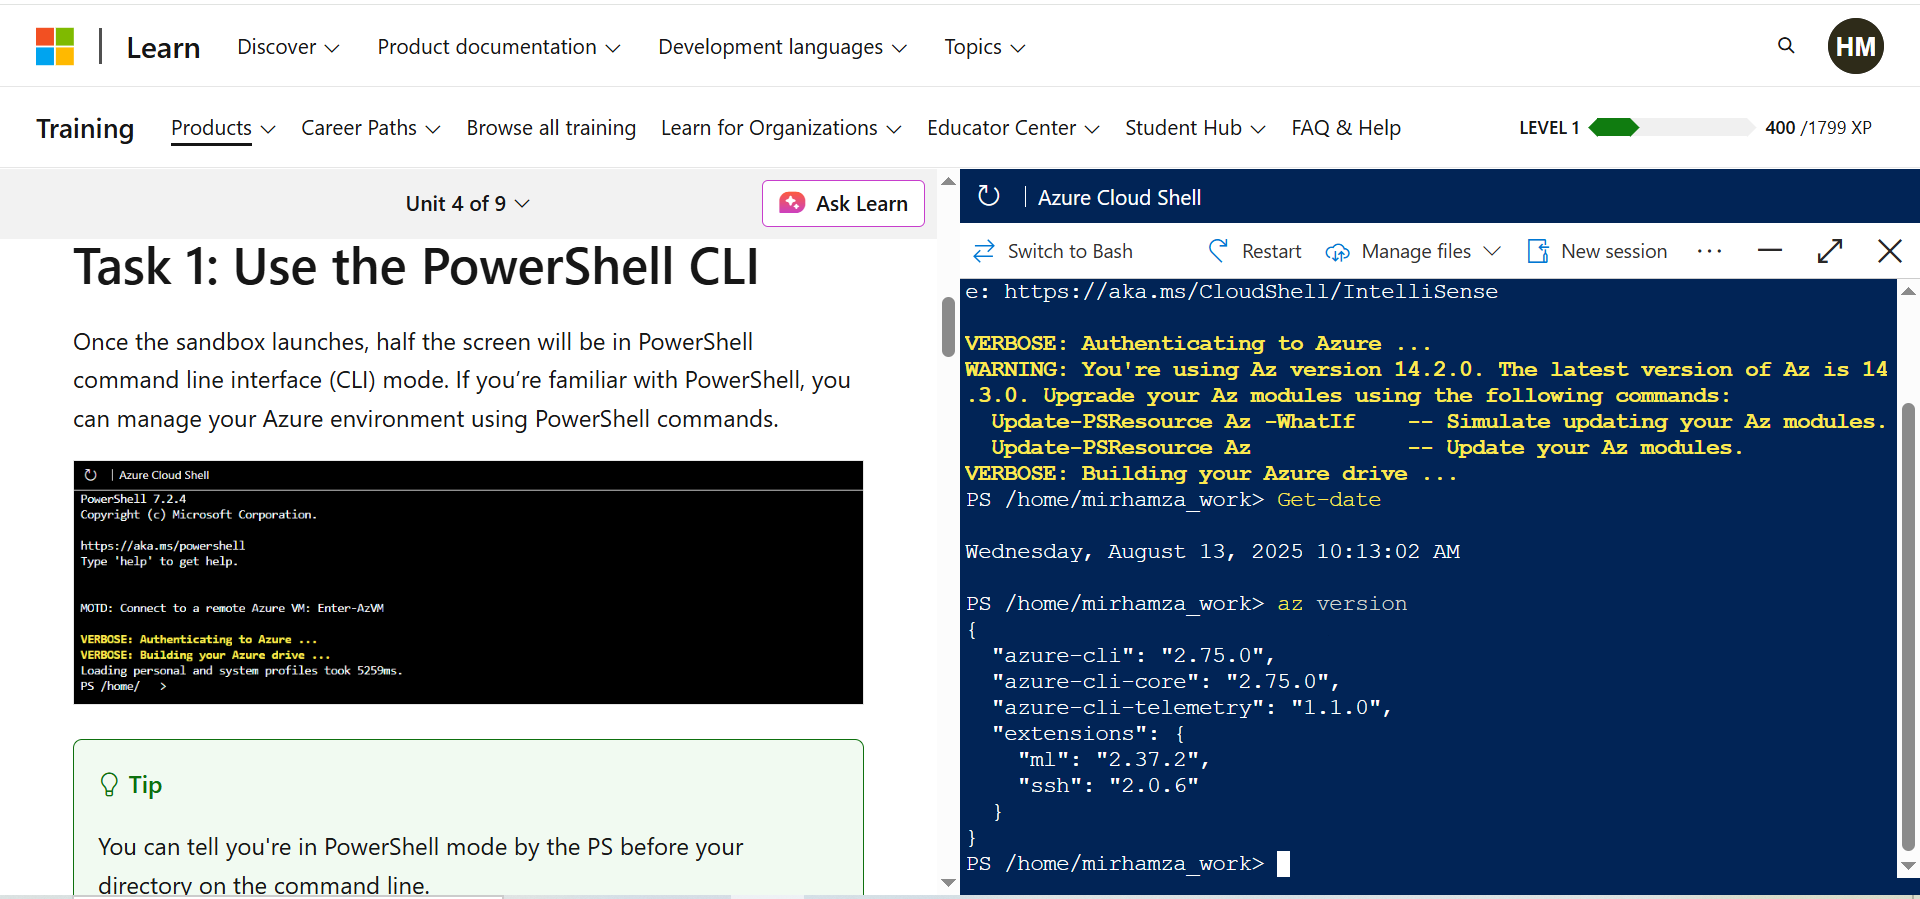 Learn
Discover
Product documentation
Development languages
Topics
HM
Training
Products
Career Paths
Browse all training
Learn for Organizations
Educator Center
Student Hub
FAQ & Help
LEVEL 1
400 /1799 XP
Unit 4 of 9
Ask Learn
Task 1: Use the PowerShell CLI
Once the sandbox launches, half the screen will be in PowerShell
command line interface (CLI) mode. If you’re familiar with PowerShell, you
can manage your Azure environment using PowerShell commands.
Azure Cloud Shell
PowerShell 7.2.4
Copyright (c) Microsoft Corporation.
https://aka.ms/powershell
Type 'help' to get help.
MOTD: Connect to a remote Azure VM: Enter-AzVM
VERBOSE: Authenticating to Azure ...
VERBOSE: Building your Azure drive ...
Loading personal and system profiles took 5259ms.
PS /home/   >
Tip
You can tell you're in PowerShell mode by the PS before your
directory on the command line.
Azure Cloud Shell
Switch to Bash
Restart
Manage files
New session
e: https://aka.ms/CloudShell/IntelliSense
VERBOSE: Authenticating to Azure ...
WARNING: You're using Az version 14.2.0. The latest version of Az is 14
.3.0. Upgrade your Az modules using the following commands:
  Update-PSResource Az -WhatIf    -- Simulate updating your Az modules.
  Update-PSResource Az            -- Update your Az modules.
VERBOSE: Building your Azure drive ...
PS /home/mirhamza_work> Get-date
Wednesday, August 13, 2025 10:13:02 AM
PS /home/mirhamza_work> az version
{
  "azure-cli": "2.75.0",
  "azure-cli-core": "2.75.0",
  "azure-cli-telemetry": "1.1.0",
  "extensions": {
    "ml": "2.37.2",
    "ssh": "2.0.6"
  }
}
PS /home/mirhamza_work>